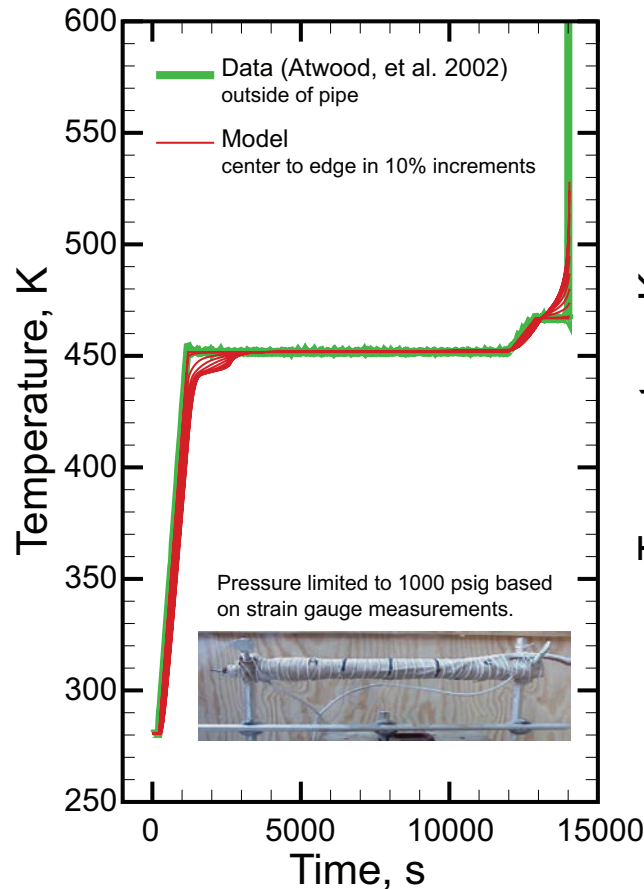 600
550
500
450
400
350
300
250
Temperature, K
Data (Atwood, et al. 2002)
outside of pipe
Model
center to edge in 10% increments
Pressure limited to 1000 psig based
on strain gauge measurements.
0 5000 10000 15000
Time, s